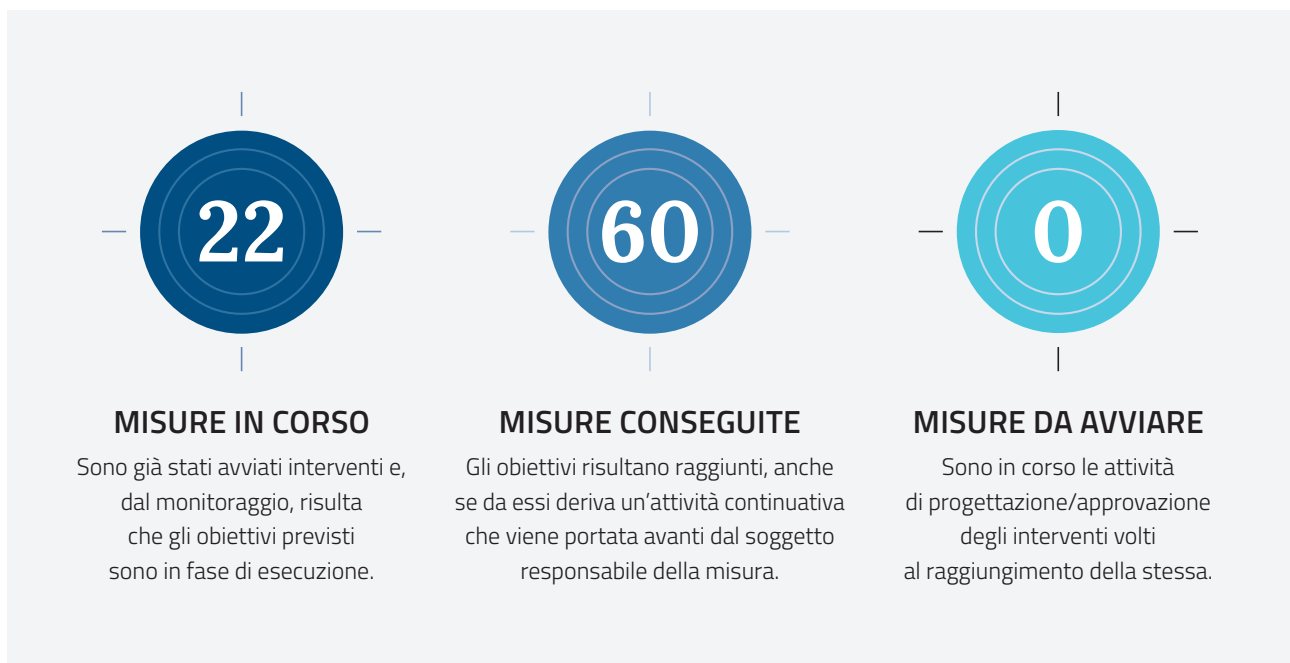 22
MISURE IN CORSO
Sono già stati avviati interventi e,
dal monitoraggio, risulta
che gli obiettivi previsti
sono in fase di esecuzione.
60
MISURE CONSEGUITE
Gli obiettivi risultano raggiunti, anche
se da essi deriva un’attività continuativa
che viene portata avanti dal soggetto
responsabile della misura.
0
MISURE DA AVVIARE
Sono in corso le attività
di progettazione/approvazione
degli interventi volti
al raggiungimento della stessa.